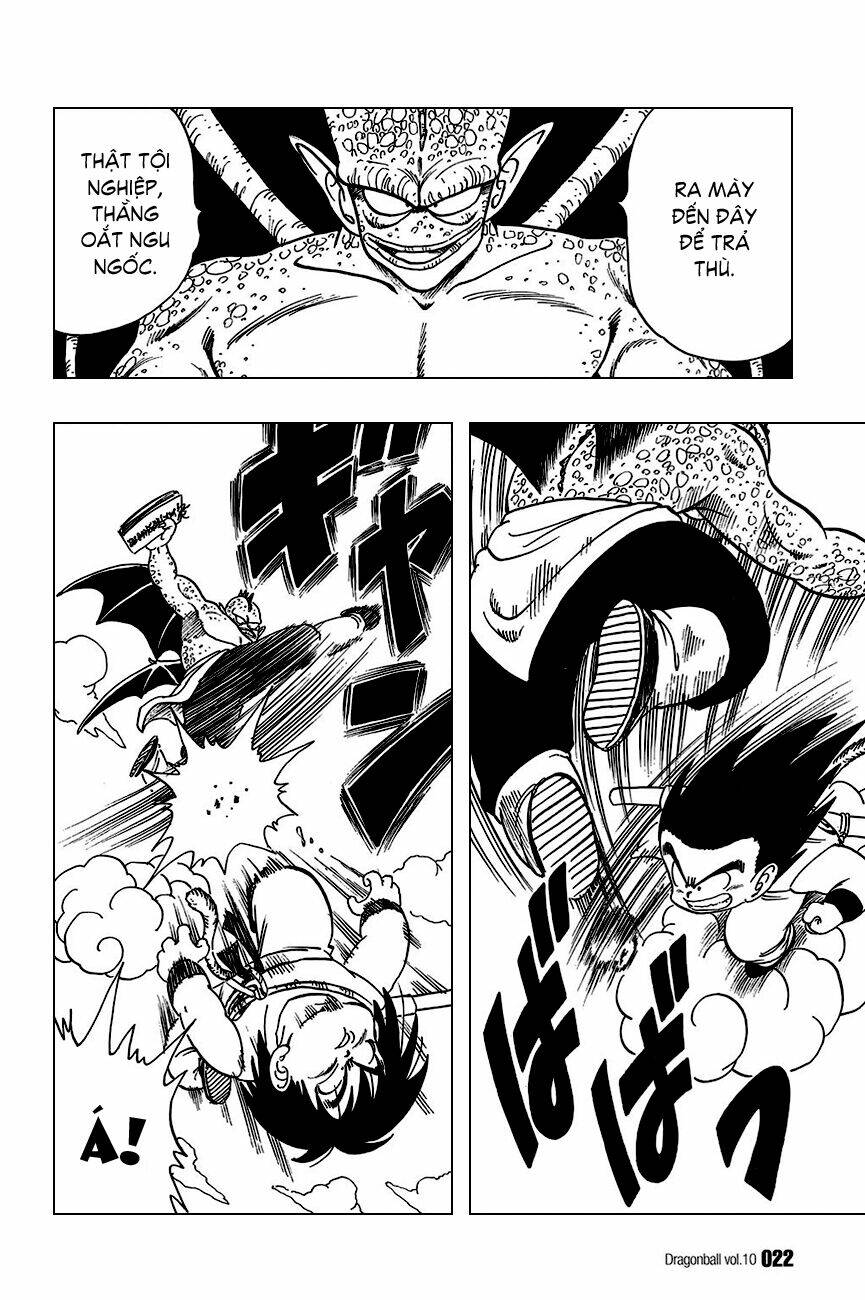 RA MÀY
ĐẾN ĐÂY
ĐỂ TRẢ
THÙ.
THẬT TỘI
NGHIỆP,
THẰNG
OẮT NGU
NGỐC.
ばばっ
ギャンッ
Á!
Dragonball vol.10 022